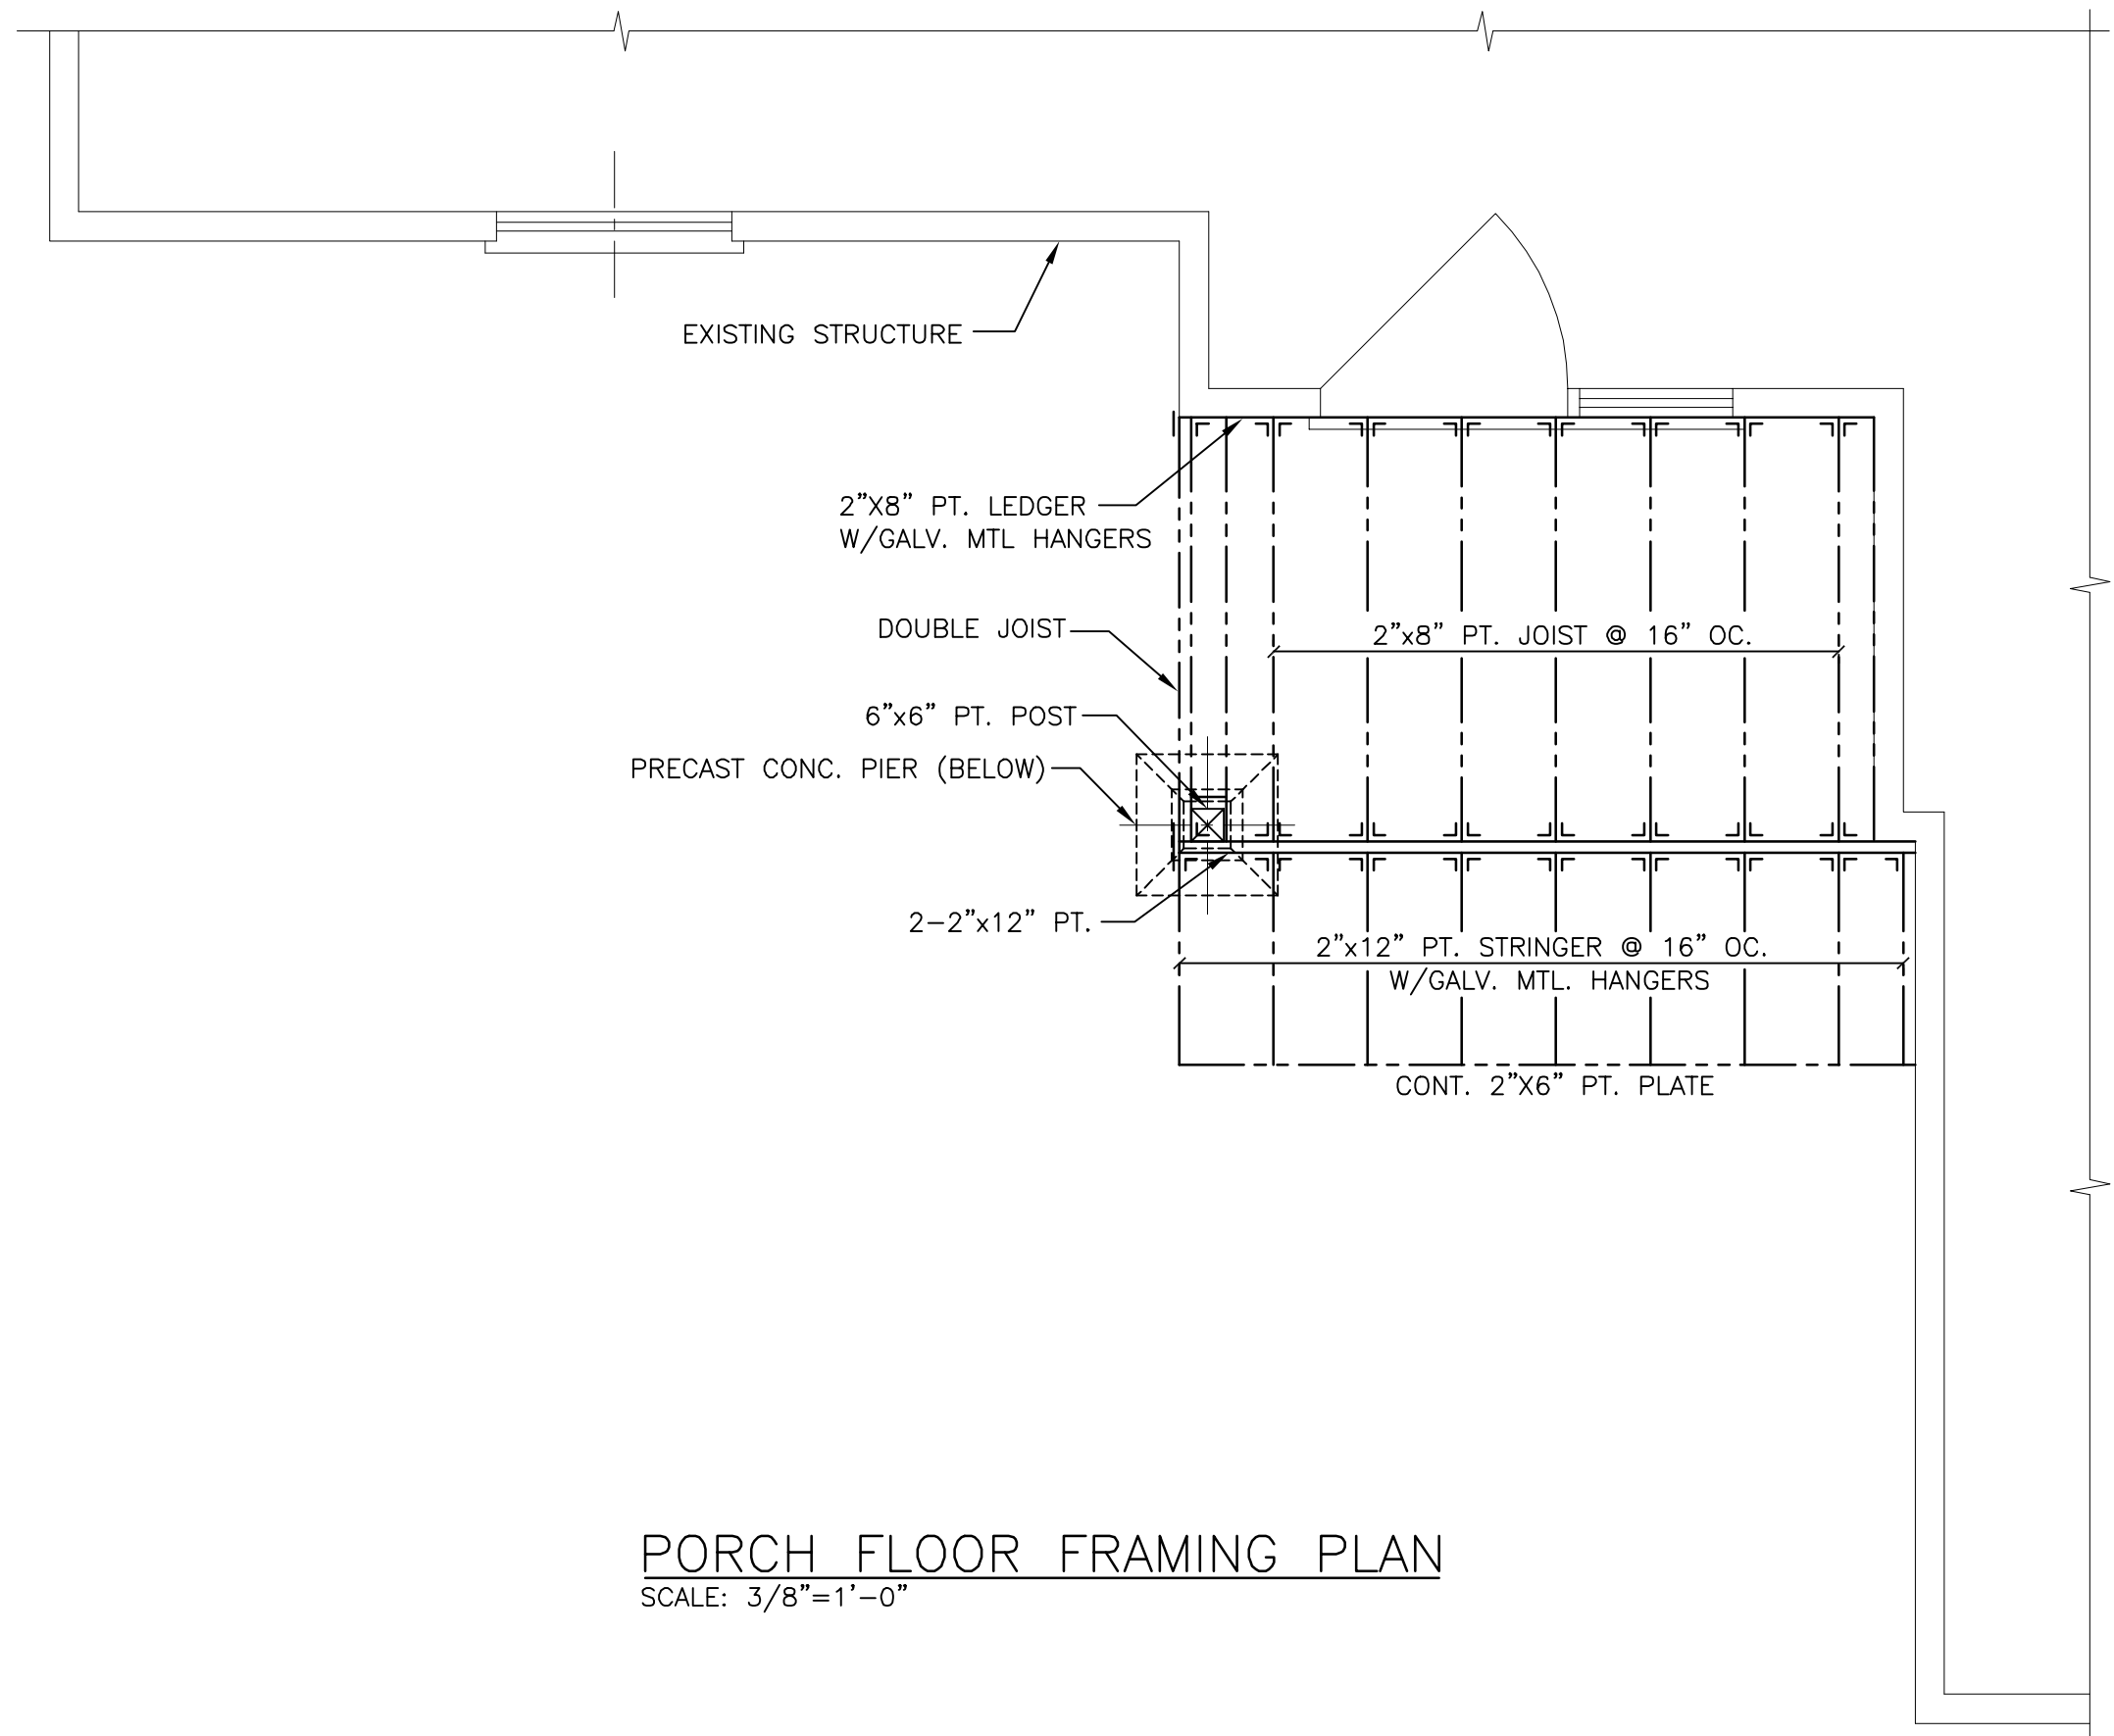 EXISTING STRUCTURE
2”X8” PT. LEDGER
W/GALV. MTL HANGERS
DOUBLE JOIST
2”x8” PT. JOIST @ 16” OC.
6”x6” PT. POST
PRECAST CONC. PIER (BELOW)
2-2”x12” PT.
2”x12” PT. STRINGER @ 16” OC.
W/GALV. MTL. HANGERS
CONT. 2”X6” PT. PLATE
PORCH FLOOR FRAMING PLAN
SCALE: 3/8”=1’-0”